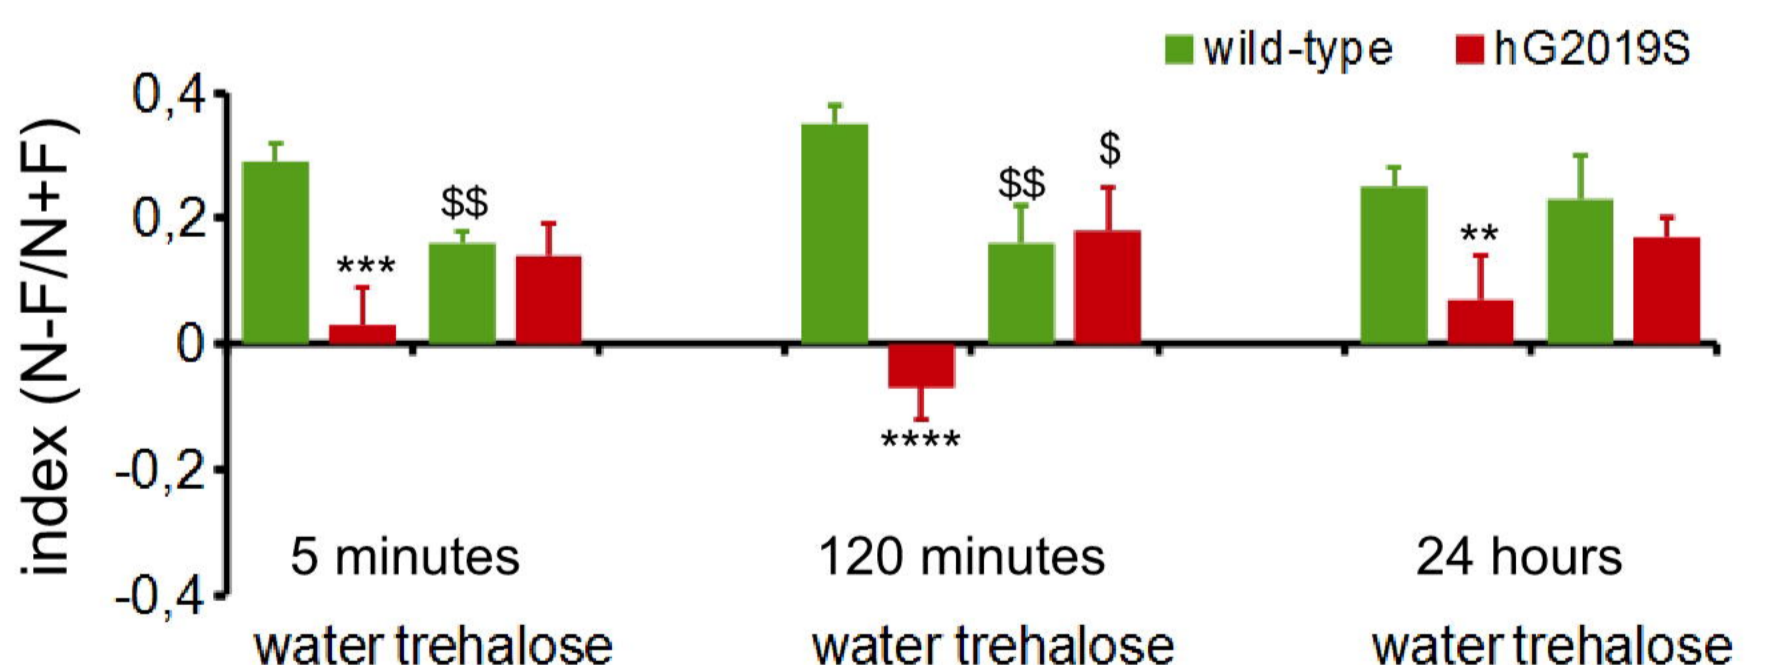 wild-type hG2019S
index (N-F/N+F)
0,4
0,2
0
-0,2
-0,4
$$
***
$$
$
****
**
5 minutes 120 minutes 24 hours
water trehalose water trehalose water trehalose